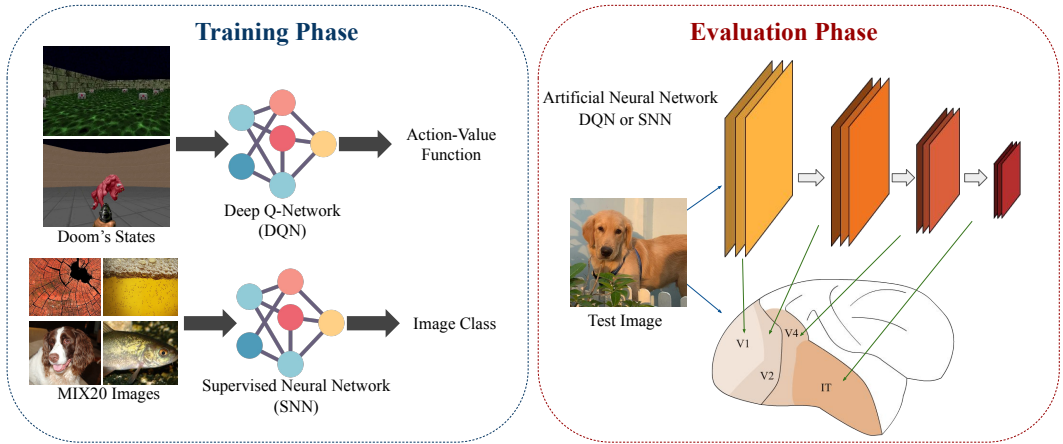 Training Phase
Doom's States
Deep Q-Network
(DQN)
Action-Value
Function
MIX20 Images
Supervised Neural Network
(SNN)
Image Class
Evaluation Phase
Artificial Neural Network
DQN or SNN
Test Image
V1
V2
V4
IT